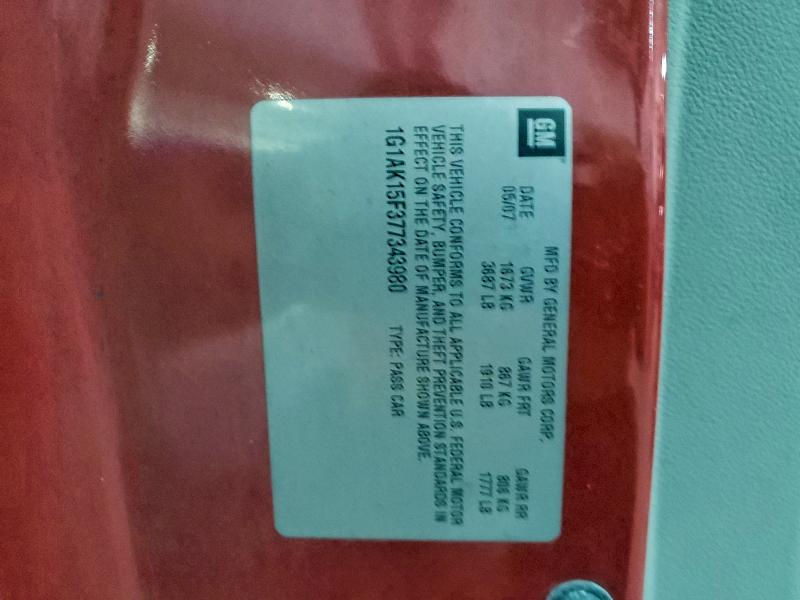 GM
MFD BY GENERAL MOTORS CORP.
DATE GVWR GAWR FRT GAWR RR
05/07 1673 KG 867 KG 806 KG
3687 LB 1910 LB 1777 LB
THIS VEHICLE CONFORMS TO ALL APPLICABLE U.S. FEDERAL MOTOR
VEHICLE SAFETY, BUMPER, AND THEFT PREVENTION STANDARDS IN
EFFECT ON THE DATE OF MANUFACTURE SHOWN ABOVE.
1G1AK15F377343980 TYPE: PASS CAR